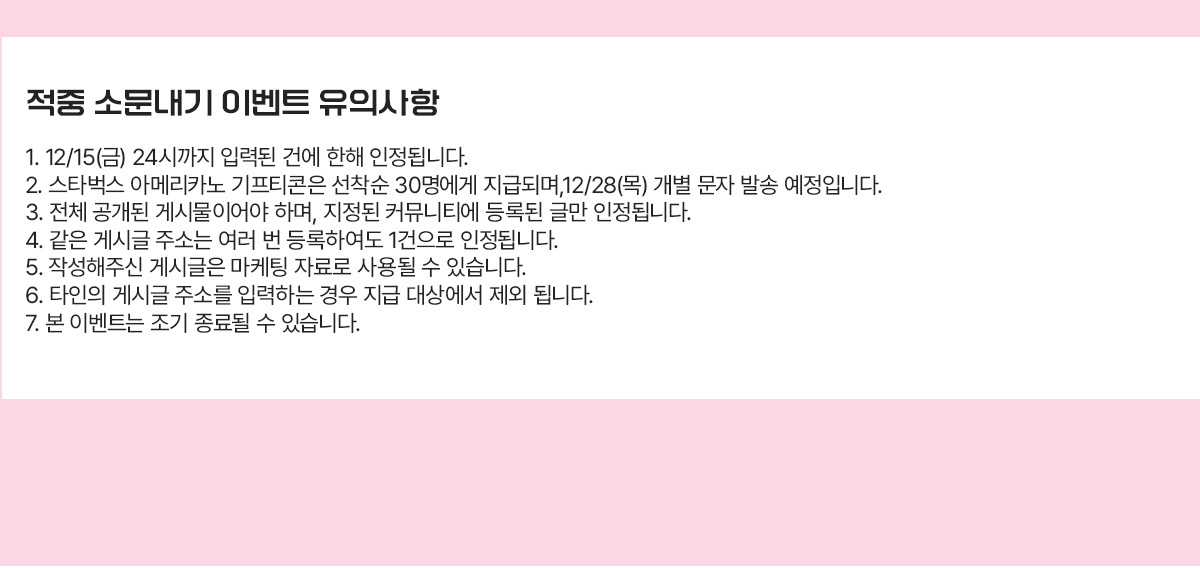 적중 소문내기 이벤트 유의사항
1. 12/15(금) 24시까지 입력된 건에 한해 인정됩니다.
2. 스타벅스 아메리카노 기프티콘은 선착순 30명에게 지급되며,12/28(목) 개별 문자 발송 예정입니다.
3. 전체 공개된 게시물이어야 하며, 지정된 커뮤니티에 등록된 글만 인정됩니다.
4. 같은 게시글 주소는 여러 번 등록하여도 1건으로 인정됩니다.
5. 작성해주신 게시글은 마케팅 자료로 사용될 수 있습니다.
6. 타인의 게시글 주소를 입력하는 경우 지급 대상에서 제외 됩니다.
7. 본 이벤트는 조기 종료될 수 있습니다.